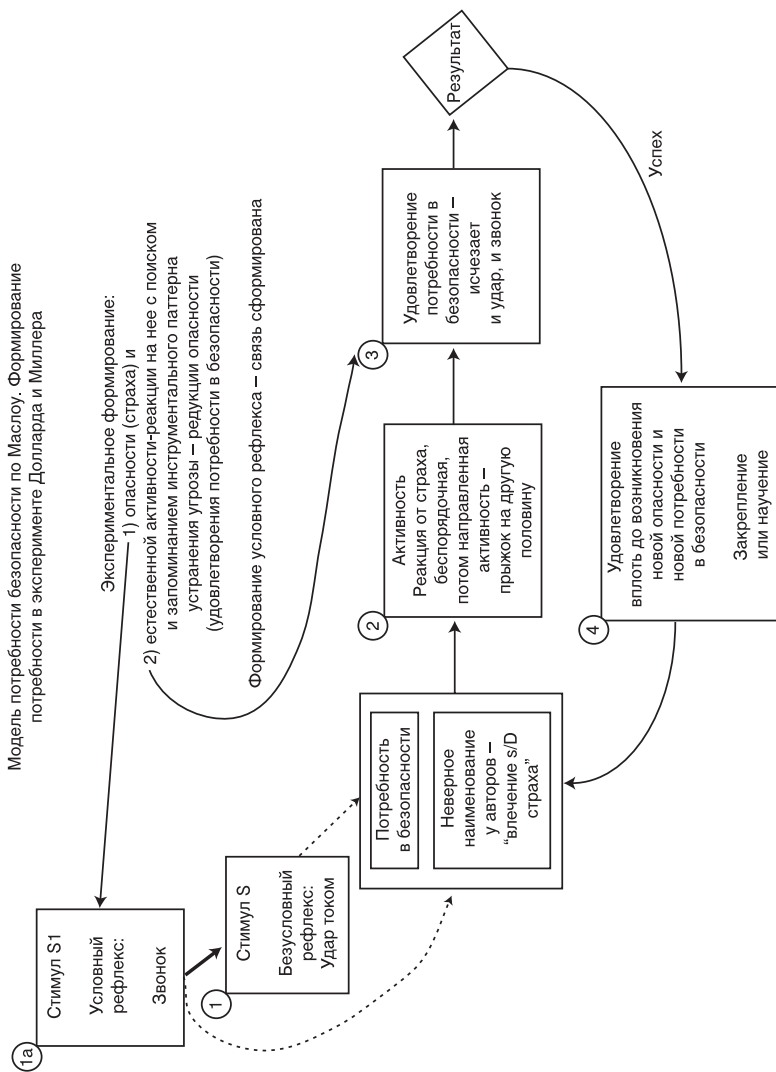 Модель потребности безопасности по Маслоу. Формирование
потребности в эксперименте Долларда и Миллера
Экспериментальное формирование:
1) опасности (страха) и
2) естественной активности-реакции на нее с поиском
и запоминанием инструментального паттерна
устранения угрозы – редукции опасности
(удовлетворения потребности в безопасности)
Формирование условного рефлекса – связь сформирована
1а
Стимул S1
Условный
рефлекс:
Звонок
1
Стимул S
Безусловный
рефлекс:
Удар током
Потребность
в безопасности
Неверное
наименование
у авторов –
“влечение s/D
страха”
2
Активность
Реакция от страха,
беспорядочная,
потом направленная
активность –
прыжок на другую
половину
3
Удовлетворение
потребности в
безопасности –
исчезает
и удар, и звонок
Результат
Успех
4
Удовлетворение
вплоть до возникновения
новой опасности и
новой потребности
в безопасности
Закрепление
или научение